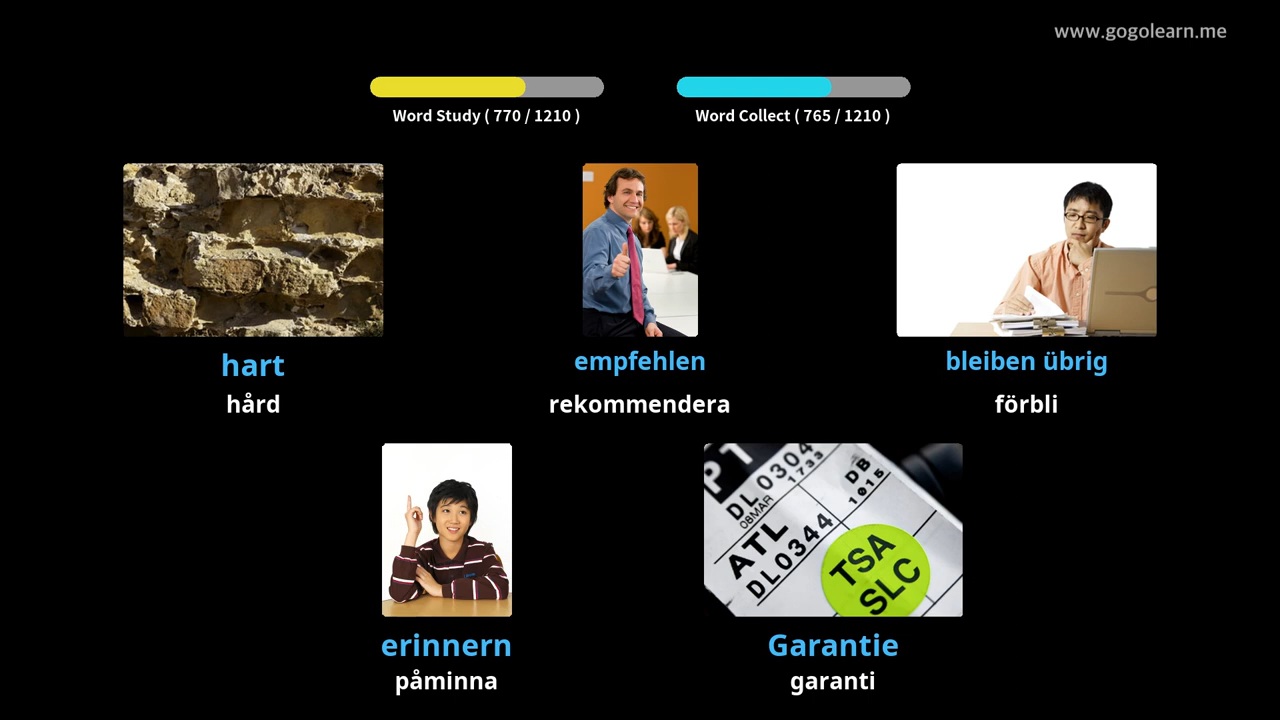 www.gogolearn.me
Word Study ( 770 / 1210 )
Word Collect ( 765 / 1210 )
hart
hård
empfehlen
rekommendera
bleiben übrig
förbli
erinnern
påminna
P1
DL 0304
1733
08MAR
ATL
DL0344
DB
1015
TSA
SLC
Garantie
garanti